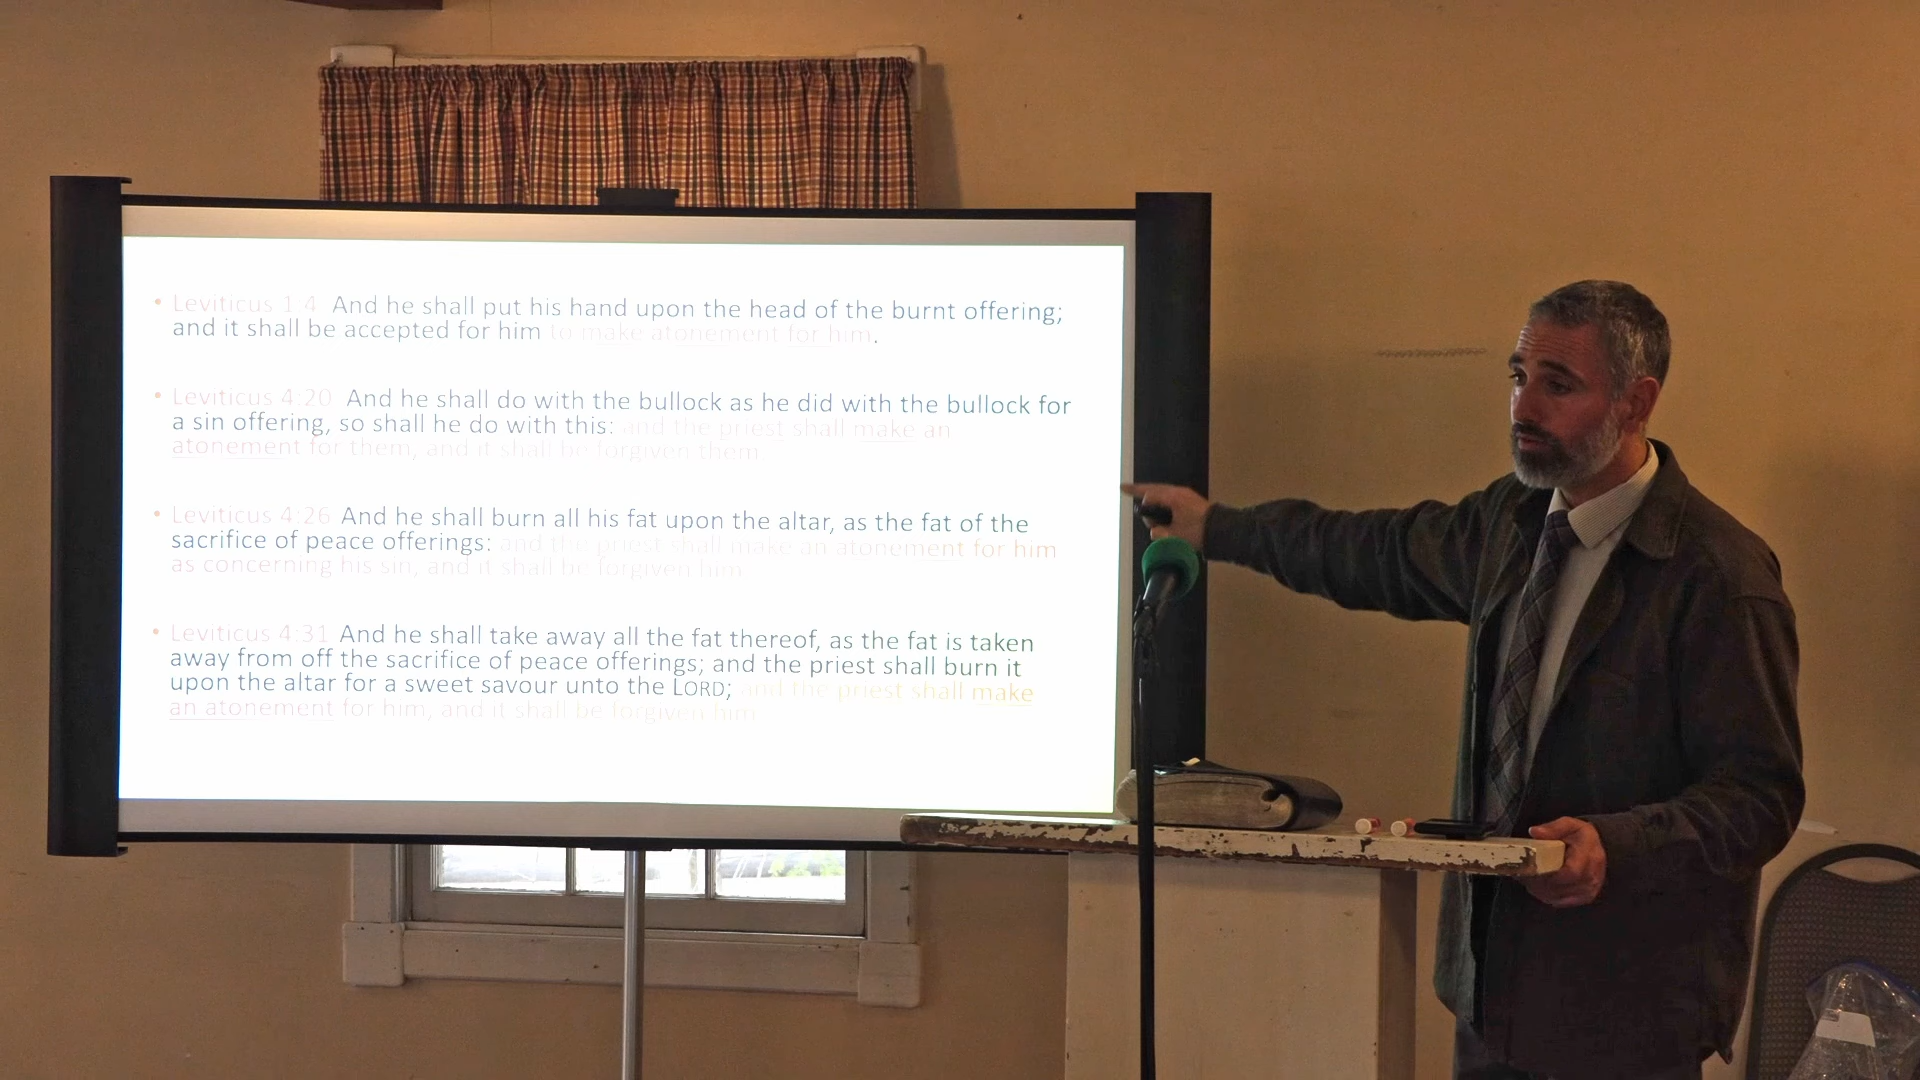 • Leviticus 1:4 And he shall put his hand upon the head of the burnt offering;
and it shall be accepted for him to make atonement for him.
• Leviticus 4:20 And he shall do with the bullock as he did with the bullock for
a sin offering, so shall he do with this: and the priest shall make an
atonement for them, and it shall be forgiven them.
• Leviticus 4:26 And he shall burn all his fat upon the altar, as the fat of the
sacrifice of peace offerings: and the priest shall make an atonement for him
as concerning his sin, and it shall be forgiven him.
• Leviticus 4:31 And he shall take away all the fat thereof, as the fat is taken
away from off the sacrifice of peace offerings; and the priest shall burn it
upon the altar for a sweet savour unto the LORD; and the priest shall make
an atonement for him, and it shall be forgiven him.